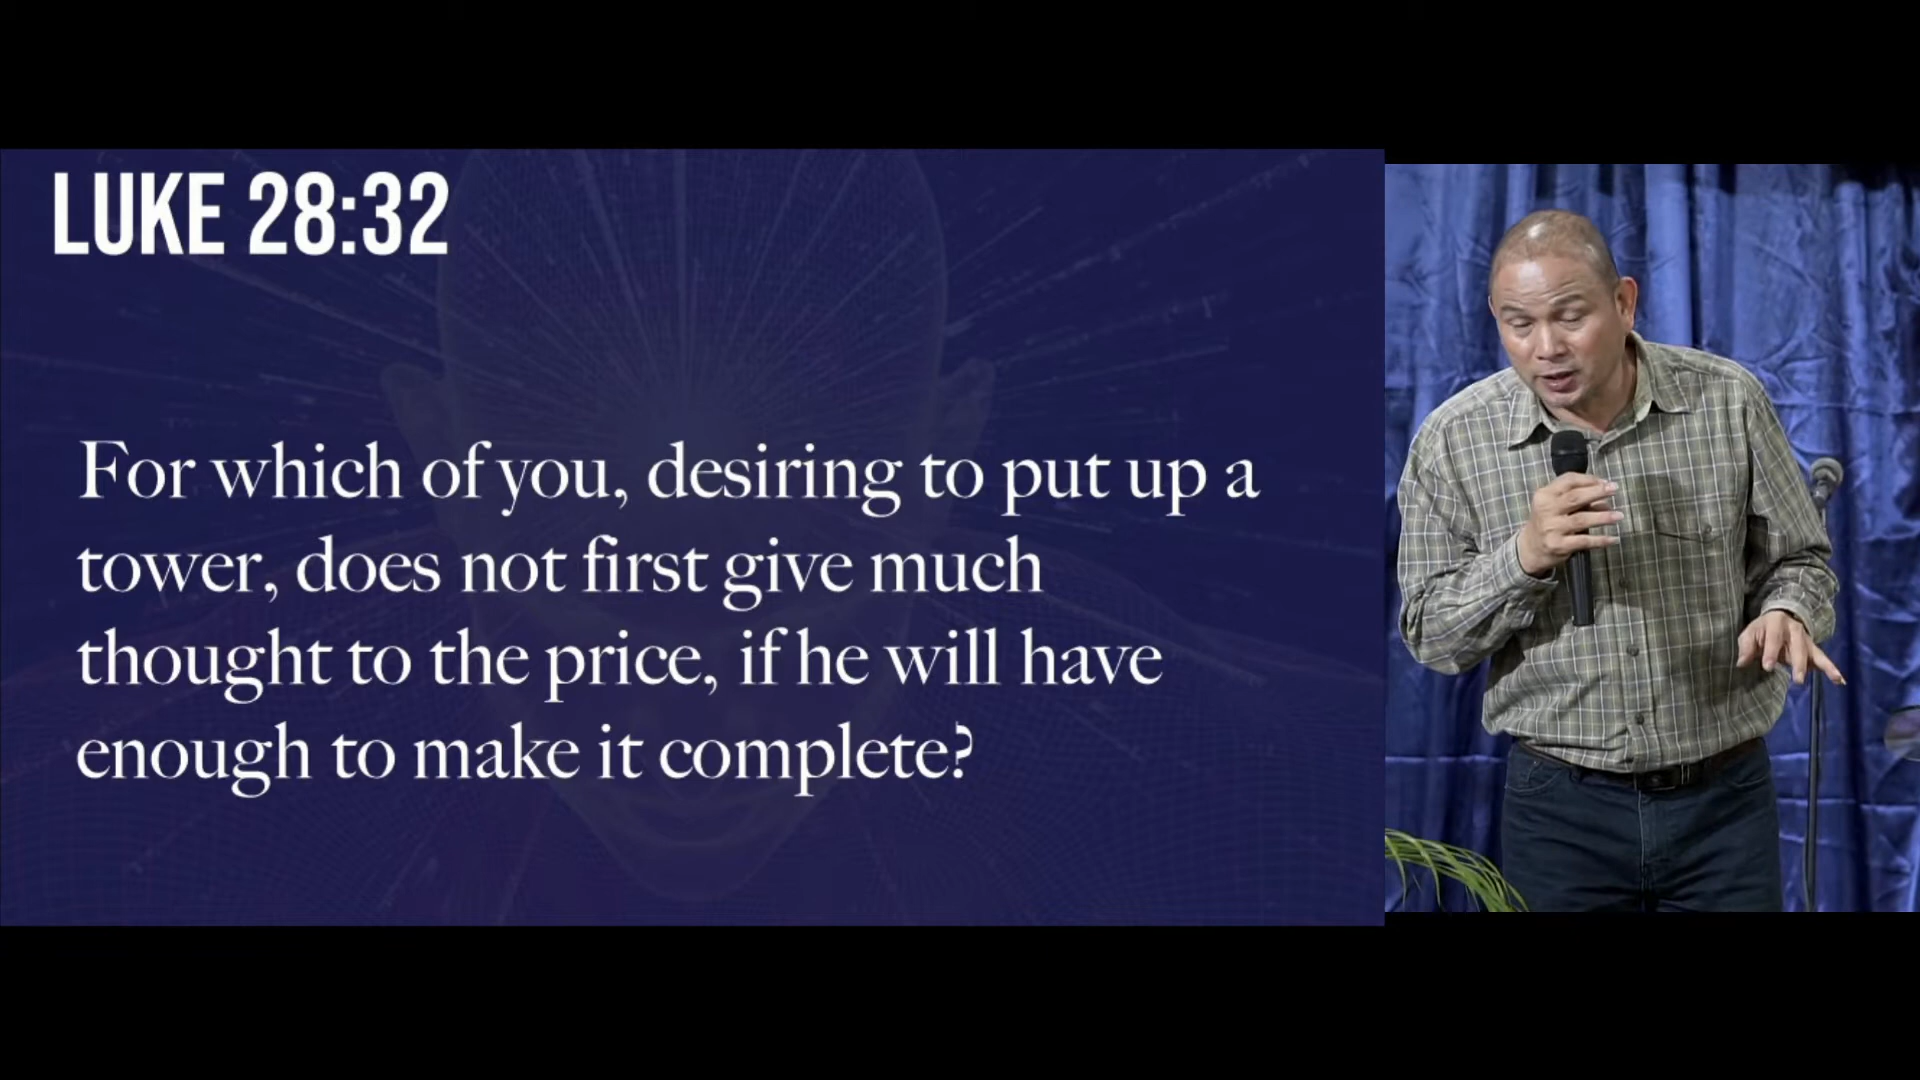 LUKE 28:32
For which of you, desiring to put up a
tower, does not first give much
thought to the price, if he will have
enough to make it complete?